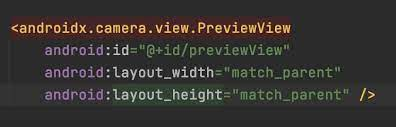 <androidx.camera.view.PreviewView
android:id="@+id/previewView"
android:layout_width="match_parent"
android:layout_height="match_parent" />